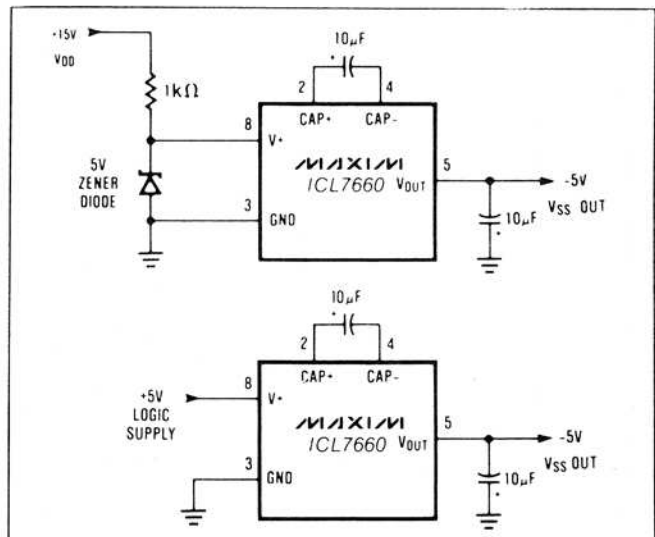 -15V
VDD
1kΩ
5V
ZENER
DIODE
10µF
+
2
4
CAP+
CAP-
8
V+
MAXIM
ICL7660
VOUT
5
-5V
VSS OUT
10µF
+
3
GND
10µF
+
2
4
CAP+
CAP-
+5V
LOGIC
SUPPLY
8
V+
MAXIM
ICL7660
VOUT
5
-5V
VSS OUT
10µF
+
3
GND